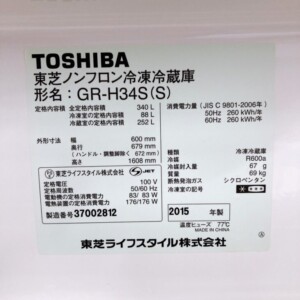 TOSHIBA
東芝ノンフロン冷凍冷蔵庫
形名：GR-H34S(S)
全定格内容積 340 L
定格内容積 冷凍室の定格内容積 88 L
冷蔵室の定格内容積 252 L
消費電力量 (JIS C 9801-2006年)
50Hz 260 kWh/年
60Hz 260 kWh/年
外形寸法 幅 600 mm
奥行 679 mm
(ハンドル・調整脚除く 672 mm)
高さ 1608 mm
種類 冷凍冷蔵庫
冷媒 R600a
冷媒封入量 67 g
質量 69 kg
断熱発泡ガス シクロペンタン
冷凍室の記号
東芝ライフスタイル株式会社
JET
定格電圧 100 V
定格周波数 50/60 Hz
電動機の定格消費電力 83/ 83 W
電熱装置の定格消費電力 176/176 W
製造番号 37002812
2015 年製
温度ヒューズ 77℃
MADE IN CHINA
東芝ライフスタイル株式会社